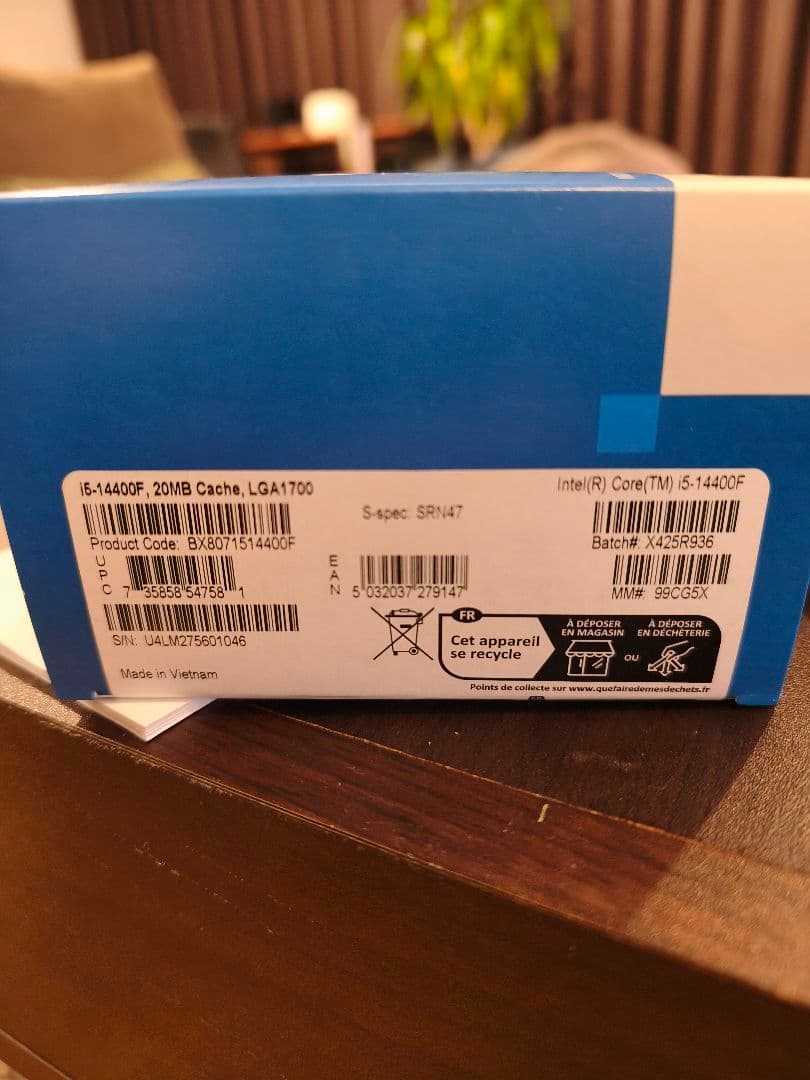 i5-14400F, 20MB Cache, LGA1700
Intel(R) Core(TM) i5-14400F
S-spec: SRN47
Product Code: BX8071514400F
Batch#: X425R936
UPC 7 35858 54758 1
EAN 5 032037 279147
MM#: 99CG5X
S/N: U4LM275601046
FR
Cet appareil
se recycle
À DÉPOSER
EN MAGASIN
OU
À DÉPOSER
EN DÉCHÈTERIE
Made in Vietnam
Points de collecte sur www.quefairedemesdechets.fr